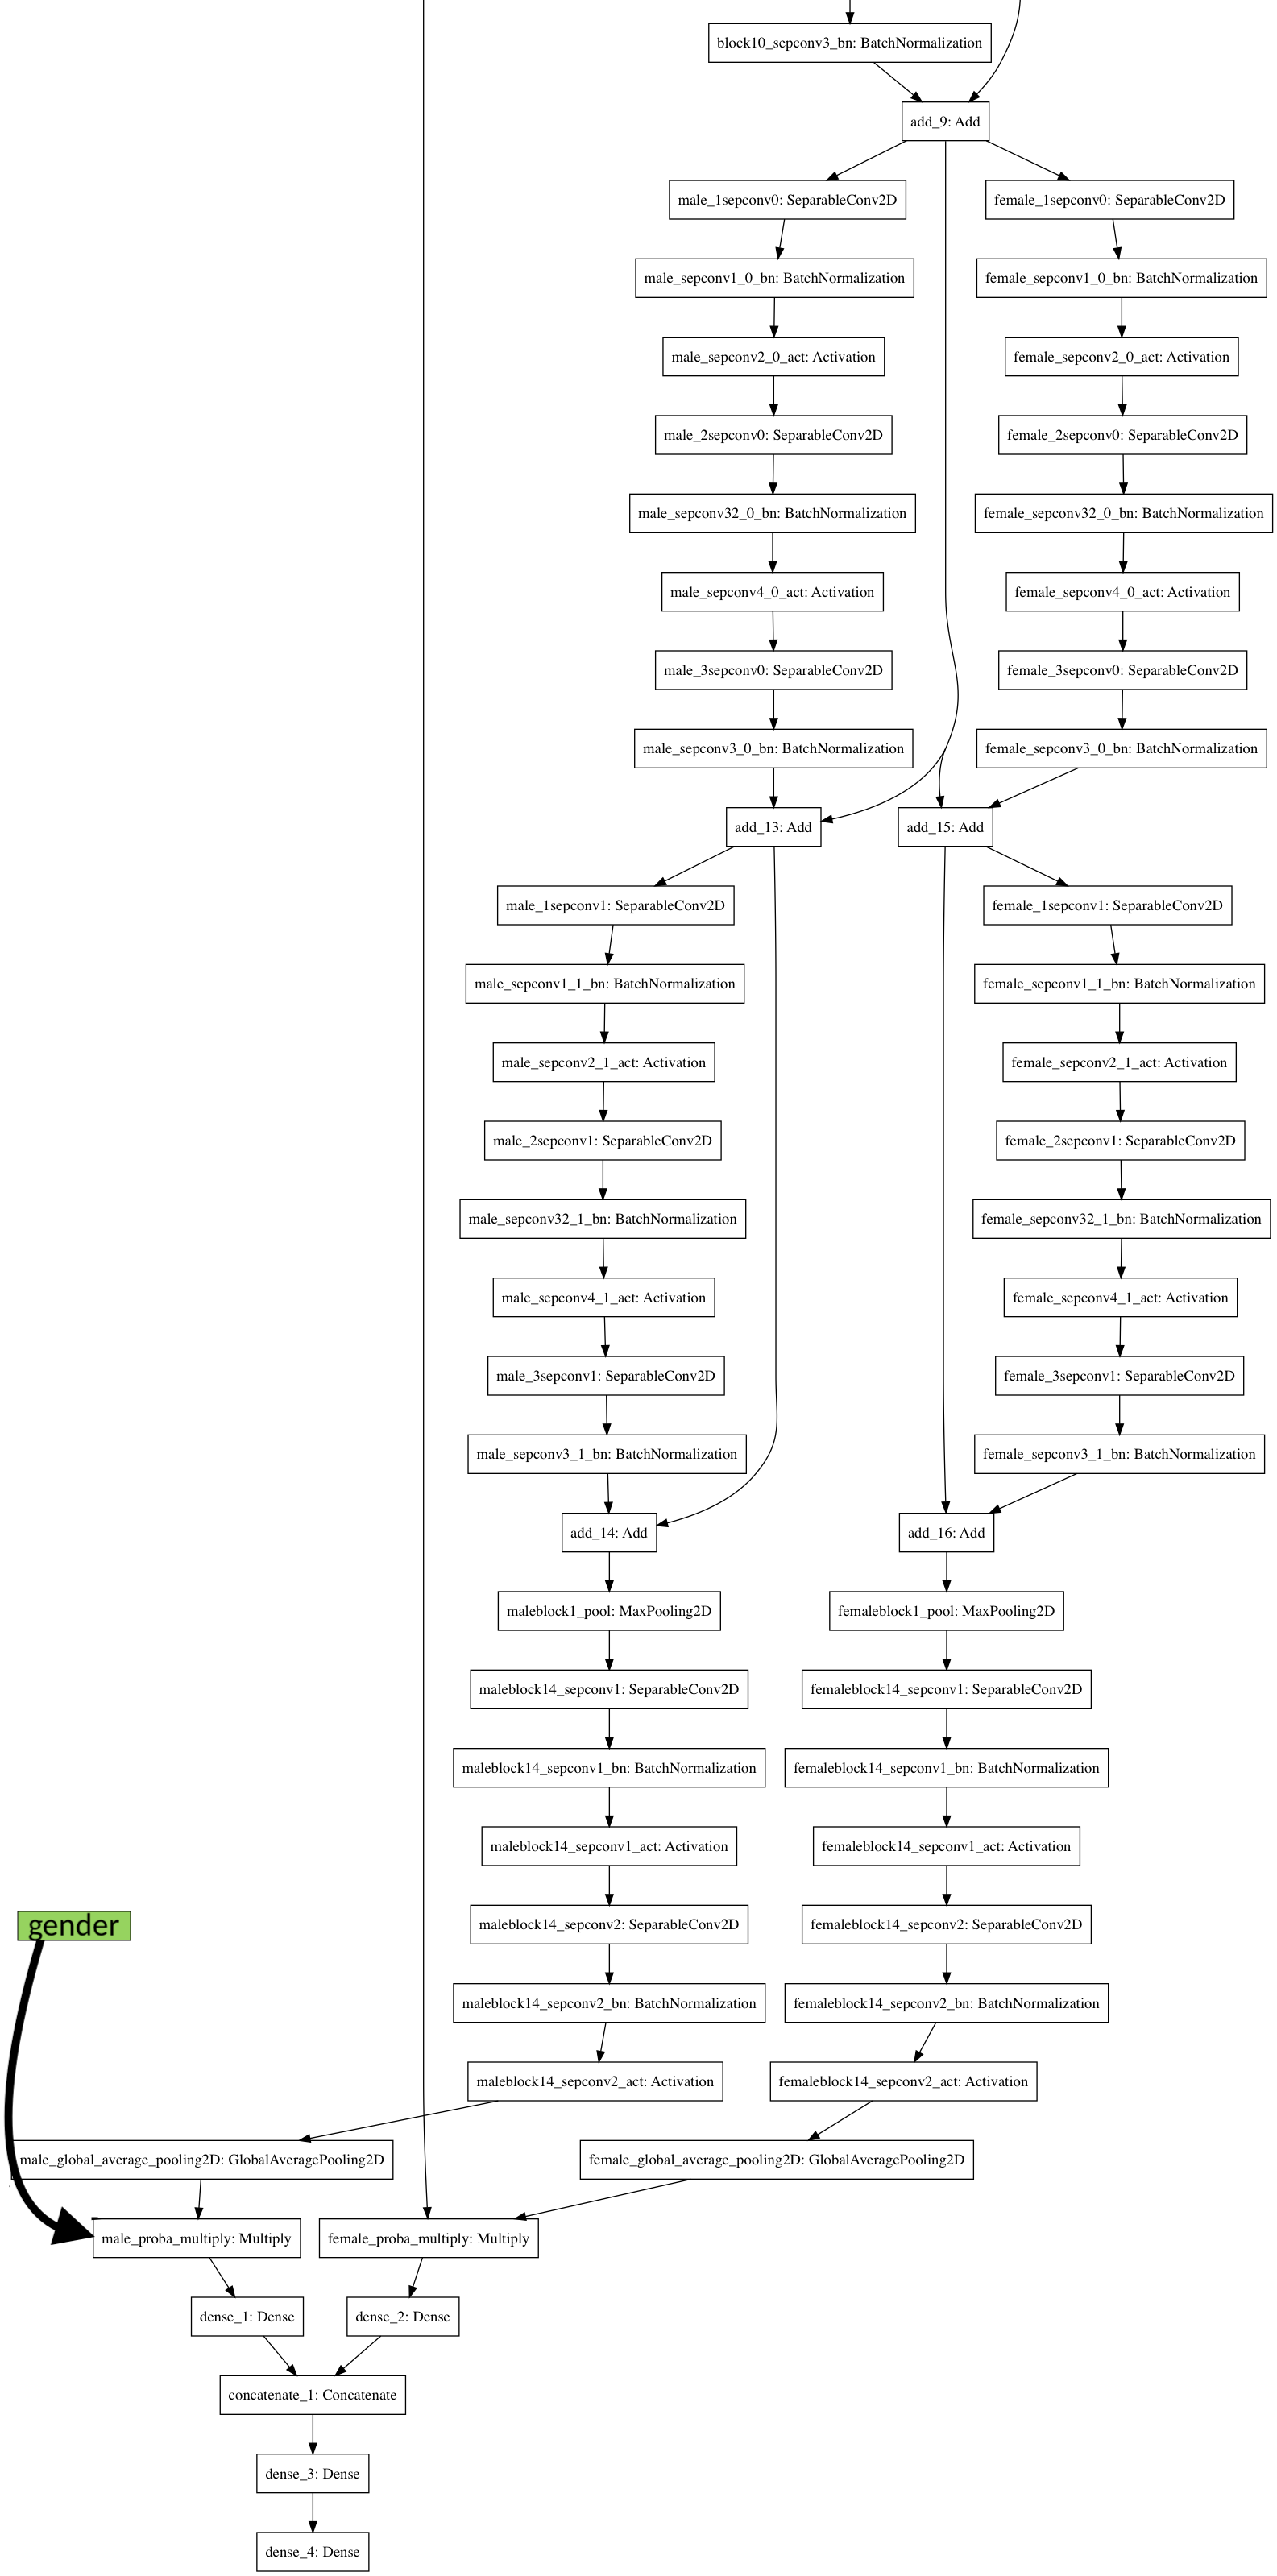 block10_sepconv3_bn: BatchNormalization
add_9: Add
male_1sepconv0: SeparableConv2D
female_1sepconv0: SeparableConv2D
male_sepconv1_0_bn: BatchNormalization
female_sepconv1_0_bn: BatchNormalization
male_sepconv2_0_act: Activation
female_sepconv2_0_act: Activation
male_2sepconv0: SeparableConv2D
female_2sepconv0: SeparableConv2D
male_sepconv32_0_bn: BatchNormalization
female_sepconv32_0_bn: BatchNormalization
male_sepconv4_0_act: Activation
female_sepconv4_0_act: Activation
male_3sepconv0: SeparableConv2D
female_3sepconv0: SeparableConv2D
male_sepconv3_0_bn: BatchNormalization
female_sepconv3_0_bn: BatchNormalization
add_13: Add
add_15: Add
male_1sepconv1: SeparableConv2D
female_1sepconv1: SeparableConv2D
male_sepconv1_1_bn: BatchNormalization
female_sepconv1_1_bn: BatchNormalization
male_sepconv2_1_act: Activation
female_sepconv2_1_act: Activation
male_2sepconv1: SeparableConv2D
female_2sepconv1: SeparableConv2D
male_sepconv32_1_bn: BatchNormalization
female_sepconv32_1_bn: BatchNormalization
male_sepconv4_1_act: Activation
female_sepconv4_1_act: Activation
male_3sepconv1: SeparableConv2D
female_3sepconv1: SeparableConv2D
male_sepconv3_1_bn: BatchNormalization
female_sepconv3_1_bn: BatchNormalization
add_14: Add
add_16: Add
maleblock1_pool: MaxPooling2D
femaleblock1_pool: MaxPooling2D
maleblock14_sepconv1: SeparableConv2D
femaleblock14_sepconv1: SeparableConv2D
maleblock14_sepconv1_bn: BatchNormalization
femaleblock14_sepconv1_bn: BatchNormalization
maleblock14_sepconv1_act: Activation
femaleblock14_sepconv1_act: Activation
gender
maleblock14_sepconv2: SeparableConv2D
femaleblock14_sepconv2: SeparableConv2D
maleblock14_sepconv2_bn: BatchNormalization
femaleblock14_sepconv2_bn: BatchNormalization
maleblock14_sepconv2_act: Activation
femaleblock14_sepconv2_act: Activation
male_global_average_pooling2D: GlobalAveragePooling2D
female_global_average_pooling2D: GlobalAveragePooling2D
male_proba_multiply: Multiply
female_proba_multiply: Multiply
dense_1: Dense
dense_2: Dense
concatenate_1: Concatenate
dense_3: Dense
dense_4: Dense